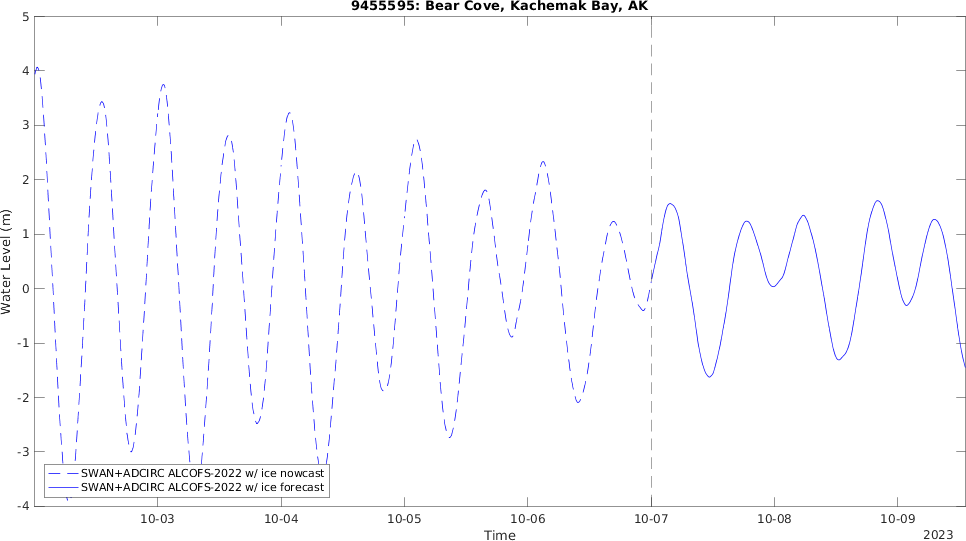 9455595: Bear Cove, Kachemak Bay, AK
Water Level (m)
5
4
3
2
1
0
-1
-2
-3
-4
SWAN+ADCIRC ALCOFS-2022 w/ ice nowcast
SWAN+ADCIRC ALCOFS-2022 w/ ice forecast
10-03 10-04 10-05 10-06 10-07 10-08 10-09
Time
2023